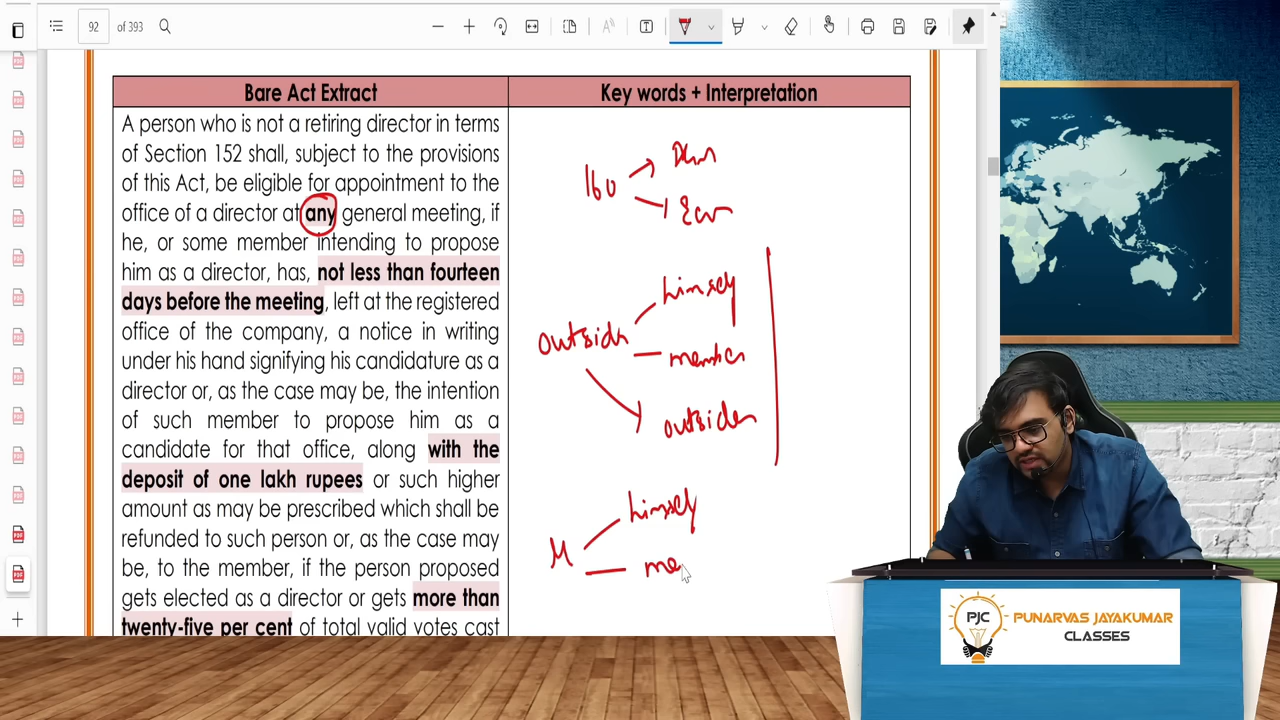 92 of 393
Bare Act Extract
Key words + Interpretation
A person who is not a retiring director in terms
of Section 152 shall, subject to the provisions
of this Act, be eligible for appointment to the
office of a director at any general meeting, if
he, or some member intending to propose
him as a director, has, not less than fourteen
days before the meeting, left at the registered
office of the company, a notice in writing
under his hand signifying his candidature as a
director or, as the case may be, the intention
of such member to propose him as a
candidate for that office, along with the
deposit of one lakh rupees or such higher
amount as may be prescribed which shall be
refunded to such person or, as the case may
be, to the member, if the person proposed
gets elected as a director or gets more than
twenty-five per cent of total valid votes cast
160
himself
member
outsider
M
himself
me
PJC
PUNARVAS JAYAKUMAR
CLASSES